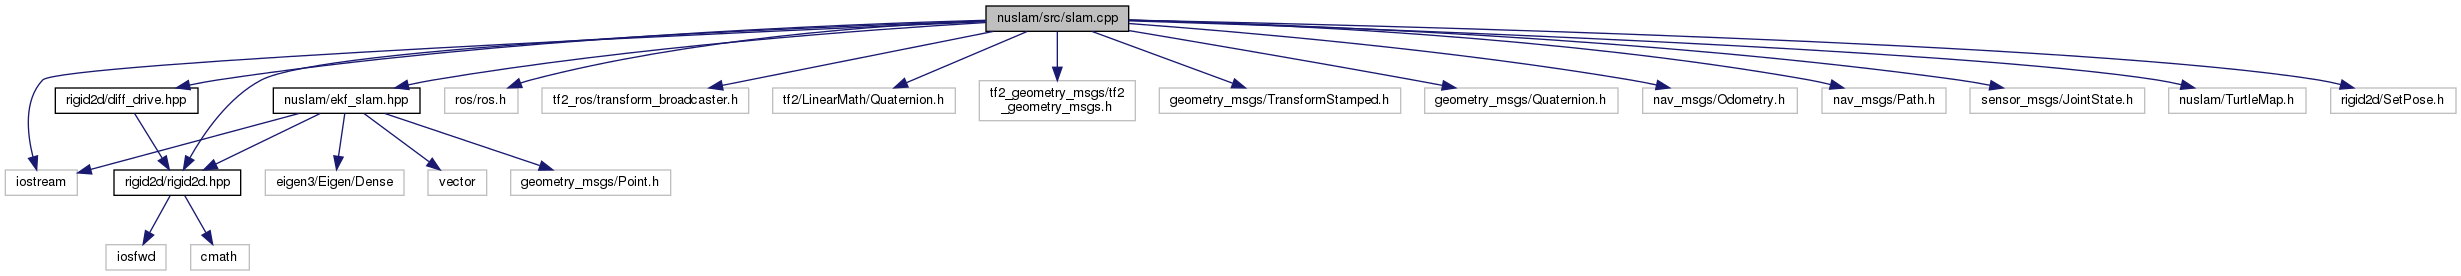 nuslam/src/slam.cpp
rigid2d/diff_drive.hpp
nuslam/ekf_slam.hpp
ros/ros.h
tf2_ros/transform_broadcaster.h
tf2/LinearMath/Quaternion.h
tf2_geometry_msgs/tf2
_geometry_msgs.h
geometry_msgs/TransformStamped.h
geometry_msgs/Quaternion.h
nav_msgs/Odometry.h
nav_msgs/Path.h
sensor_msgs/JointState.h
nuslam/TurtleMap.h
rigid2d/SetPose.h
iostream
rigid2d/rigid2d.hpp
eigen3/Eigen/Dense
vector
geometry_msgs/Point.h
iosfwd
cmath